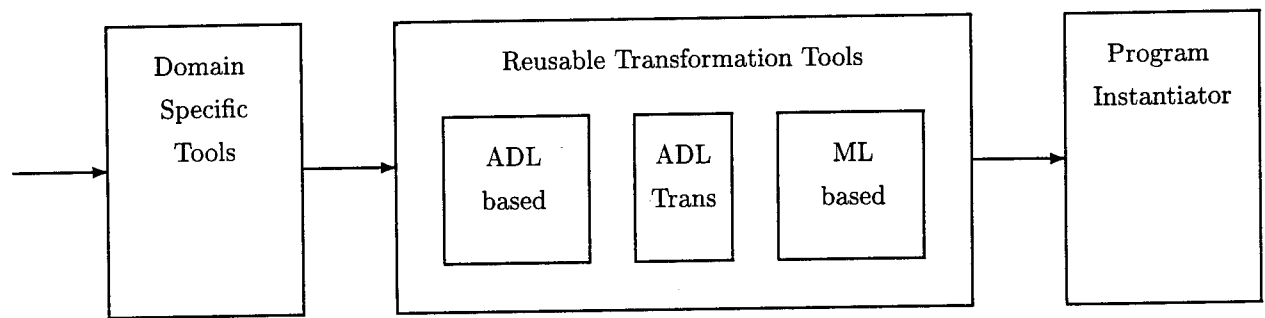 Domain
Specific
Tools
Reusable Transformation Tools
ADL
based
ADL
Trans
ML
based
Program
Instantiator